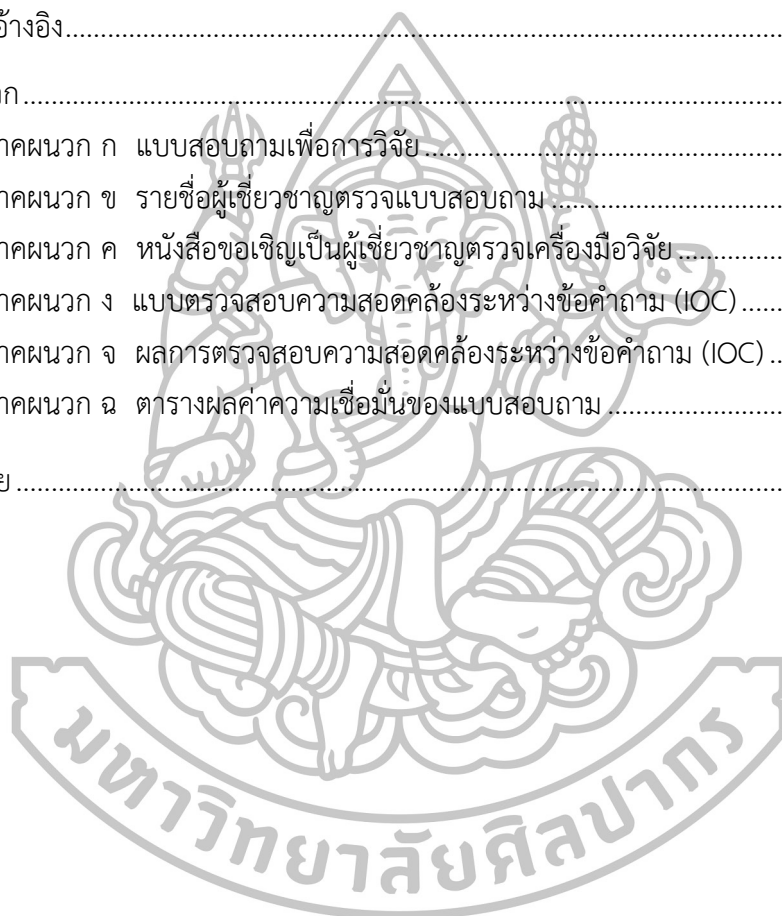 อ้างอิง
ก
าคผนวก ก แบบสอบถามเพื่อการวิจัย
าคผนวก ข รายชื่อผู้เชี่ยวชาญตรวจแบบสอบถาม
าคผนวก ค หนังสือขอเชิญเป็นผู้เชี่ยวชาญตรวจเครื่องมือวิจัย
าคผนวก ง แบบตรวจสอบความสอดคล้องระหว่างข้อคำถาม (IOC)
าคผนวก จ ผลการตรวจสอบความสอดคล้องระหว่างข้อคำถาม (IOC)
าคผนวก ฉ ตารางผลค่าความเชื่อมั่นของแบบสอบถาม
ย
มหาวิทยาลัยศิลปากร